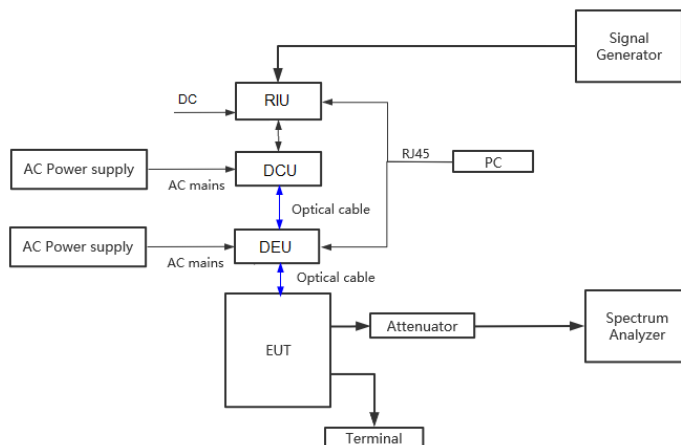 Signal
Generator
DC
RIU
RJ45
PC
AC Power supply
AC mains
DCU
Optical cable
AC Power supply
AC mains
DEU
Optical cable
EUT
Attenuator
Spectrum
Analyzer
Terminal